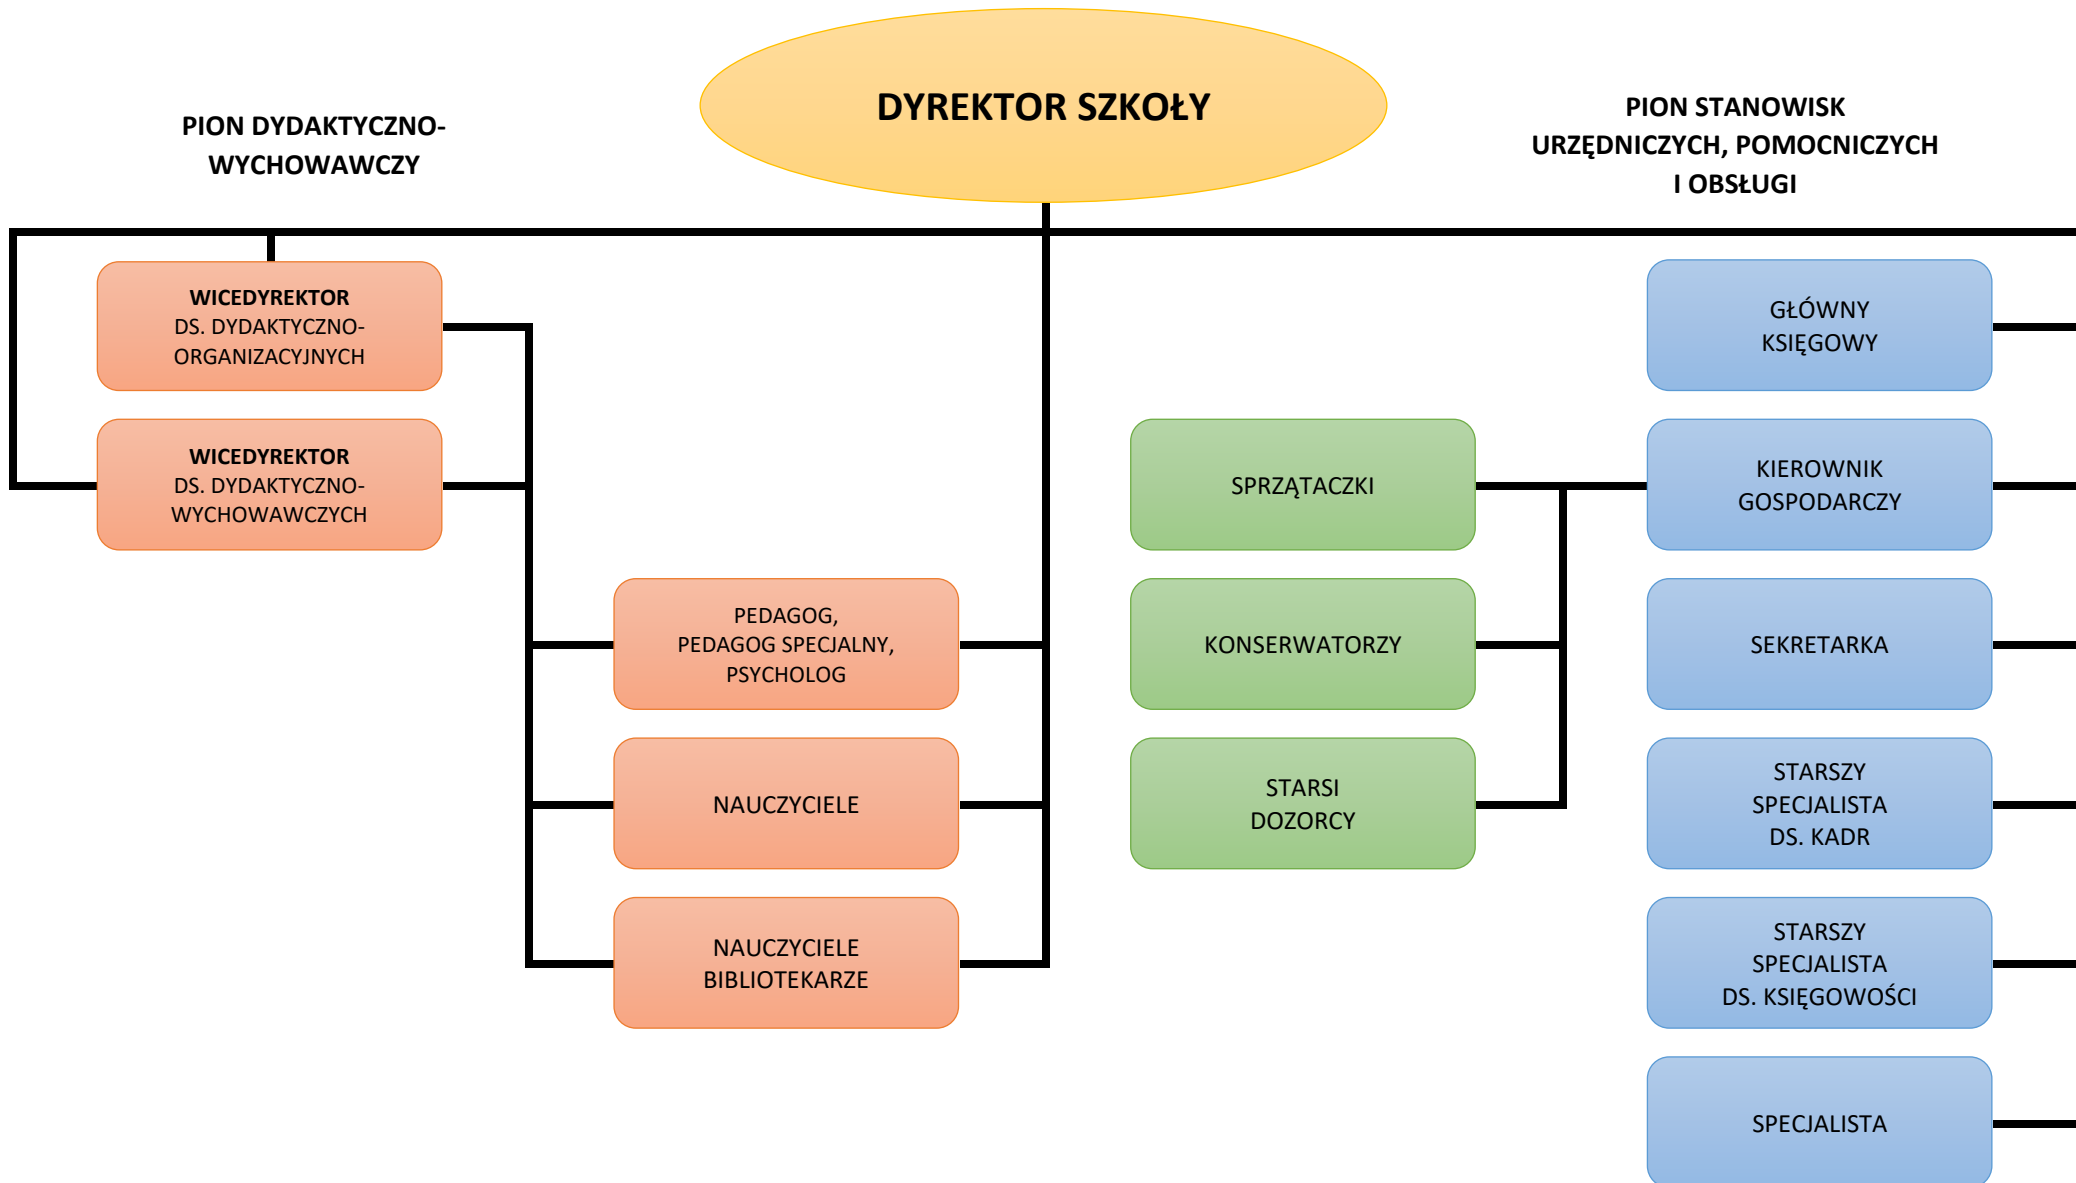 DYREKTOR SZKOŁY
PION DYDAKTYCZNO-
WYCHOWAWCZY
PION STANOWISK
URZĘDNICZYCH, POMOCNICZYCH
I OBSŁUGI
WICEDYREKTOR
DS. DYDAKTYCZNO-
ORGANIZACYJNYCH
WICEDYREKTOR
DS. DYDAKTYCZNO-
WYCHOWAWCZYCH
PEDAGOG,
PEDAGOG SPECJALNY,
PSYCHOLOG
NAUCZYCIELE
NAUCZYCIELE
BIBLIOTEKARZE
SPRZĄTACZKI
KONSERWATORZY
STARSI
DOZORCY
GŁÓWNY
KSIĘGOWY
KIEROWNIK
GOSPODARCZY
SEKRETARKA
STARSZY
SPECJALISTA
DS. KADR
STARSZY
SPECJALISTA
DS. KSIĘGOWOŚCI
SPECJALISTA